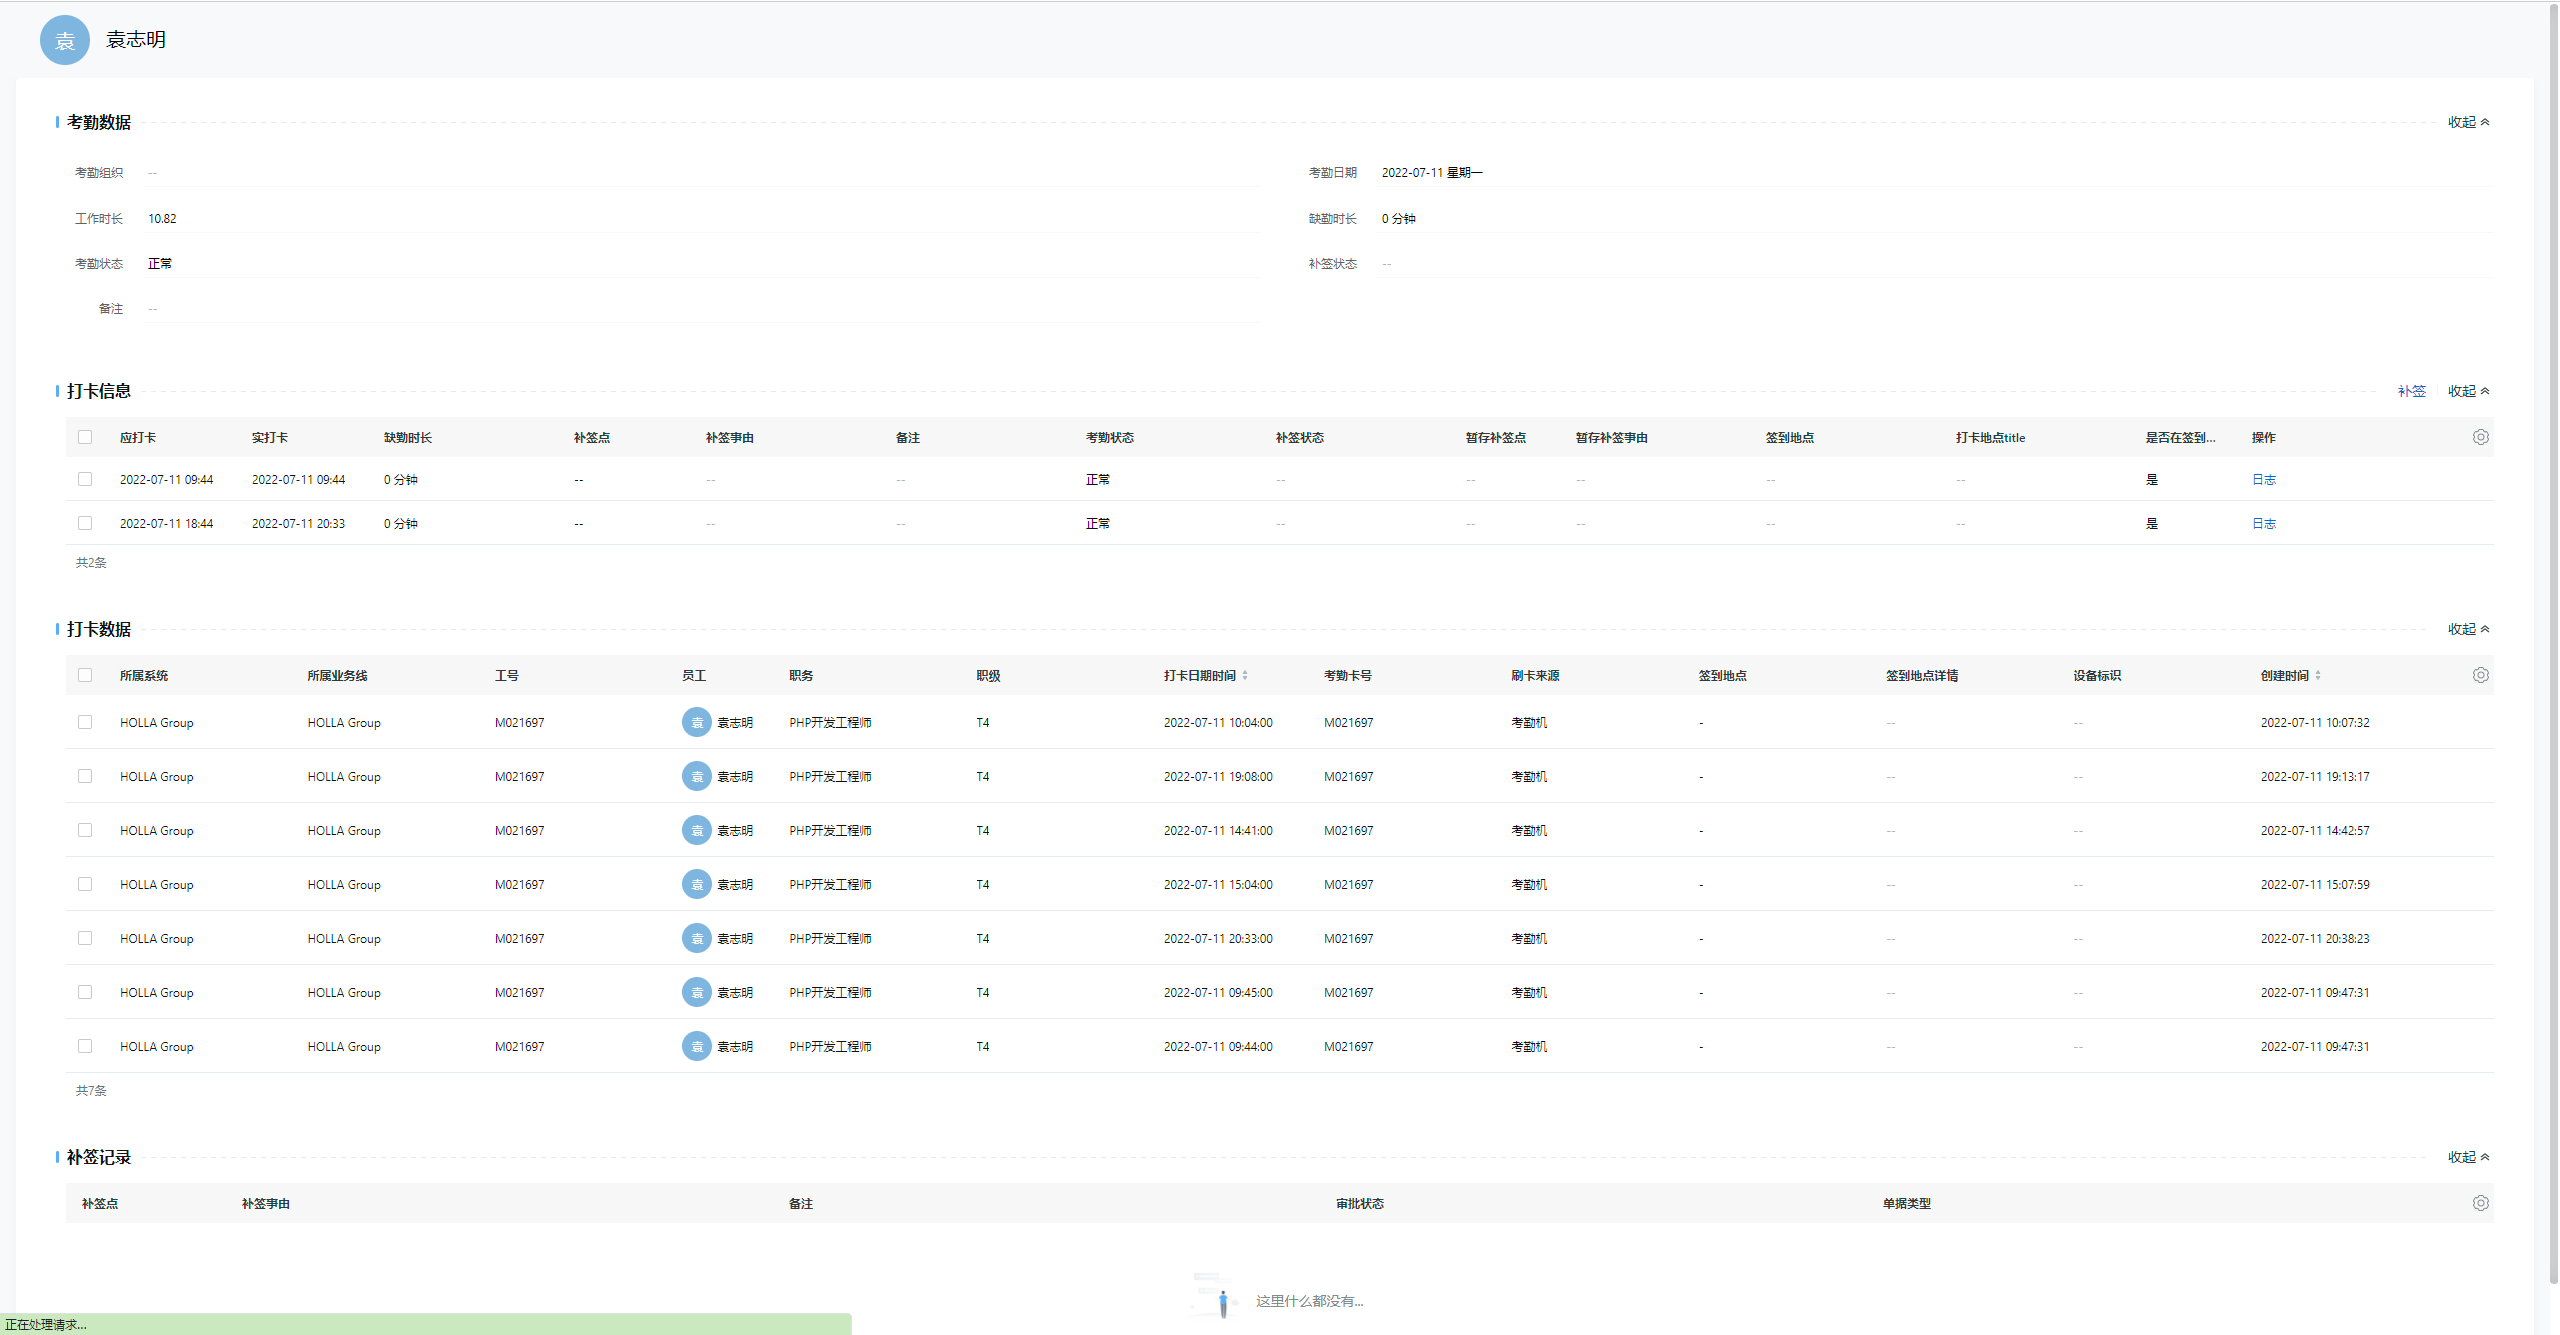 袁 袁志明
考勤数据 收起
考勤组织 -- 考勤日期 2022-07-11 星期一
工作时长 10.82 缺勤时长 0 分钟
考勤状态 正常 补签状态 --
备注 --
打卡信息 补签 收起
应打卡 实打卡 缺勤时长 补签点 补签事由 备注 考勤状态 补签状态 暂存补签点 暂存补签事由 签到地点 打卡地点title 是否在签到... 操作
2022-07-11 09:44 2022-07-11 09:44 0 分钟 -- -- -- 正常 -- -- -- -- -- 是 日志
2022-07-11 18:44 2022-07-11 20:33 0 分钟 -- -- -- 正常 -- -- -- -- -- 是 日志
共2条
打卡数据 收起
所属系统 所属业务线 工号 员工 职务 职级 打卡日期时间 考勤卡号 刷卡来源 签到地点 签到地点详情 设备标识 创建时间
HOLLA Group HOLLA Group M021697 袁 袁志明 PHP开发工程师 T4 2022-07-11 10:04:00 M021697 考勤机 - -- -- 2022-07-11 10:07:32
HOLLA Group HOLLA Group M021697 袁 袁志明 PHP开发工程师 T4 2022-07-11 19:08:00 M021697 考勤机 - -- -- 2022-07-11 19:13:17
HOLLA Group HOLLA Group M021697 袁 袁志明 PHP开发工程师 T4 2022-07-11 14:41:00 M021697 考勤机 - -- -- 2022-07-11 14:42:57
HOLLA Group HOLLA Group M021697 袁 袁志明 PHP开发工程师 T4 2022-07-11 15:04:00 M021697 考勤机 - -- -- 2022-07-11 15:07:59
HOLLA Group HOLLA Group M021697 袁 袁志明 PHP开发工程师 T4 2022-07-11 20:33:00 M021697 考勤机 - -- -- 2022-07-11 20:38:23
HOLLA Group HOLLA Group M021697 袁 袁志明 PHP开发工程师 T4 2022-07-11 09:45:00 M021697 考勤机 - -- -- 2022-07-11 09:47:31
HOLLA Group HOLLA Group M021697 袁 袁志明 PHP开发工程师 T4 2022-07-11 09:44:00 M021697 考勤机 - -- -- 2022-07-11 09:47:31
共7条
补签记录 收起
补签点 补签事由 备注 审批状态 单据类型
这里什么都没有...
正在处理请求...